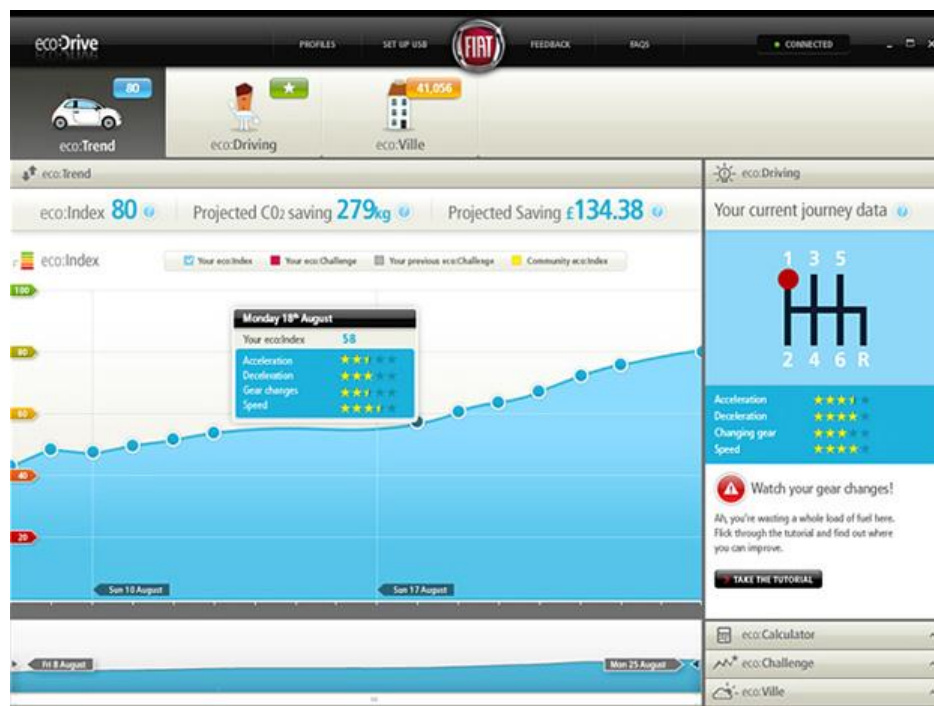 eco:Drive
PROFILES
SET UP USB
FIAT
FEEDBACK
FAQS
CONNECTED
80
eco:Trend
eco:Driving
41,056
eco:Ville
eco:Trend
eco:Index 80
Projected CO2 saving 279kg
Projected Saving £134.38
eco:Index
Your eco:Index
Your eco:Challenge
Your previous eco:Challenge
Community eco:Index
100
80
60
40
20
Monday 18th August
Your eco:Index 58
Acceleration
Deceleration
Gear changes
Speed
Sun 10 August
Sun 17 August
Fri 8 August
Mon 25 August
eco:Driving
Your current journey data
1 3 5
2 4 6 R
Acceleration
Deceleration
Changing gear
Speed
Watch your gear changes!
Ah, you're wasting a whole load of fuel here.
Flick through the tutorial and find out where
you can improve.
TAKE THE TUTORIAL
eco:Calculator
eco:Challenge
eco:Ville